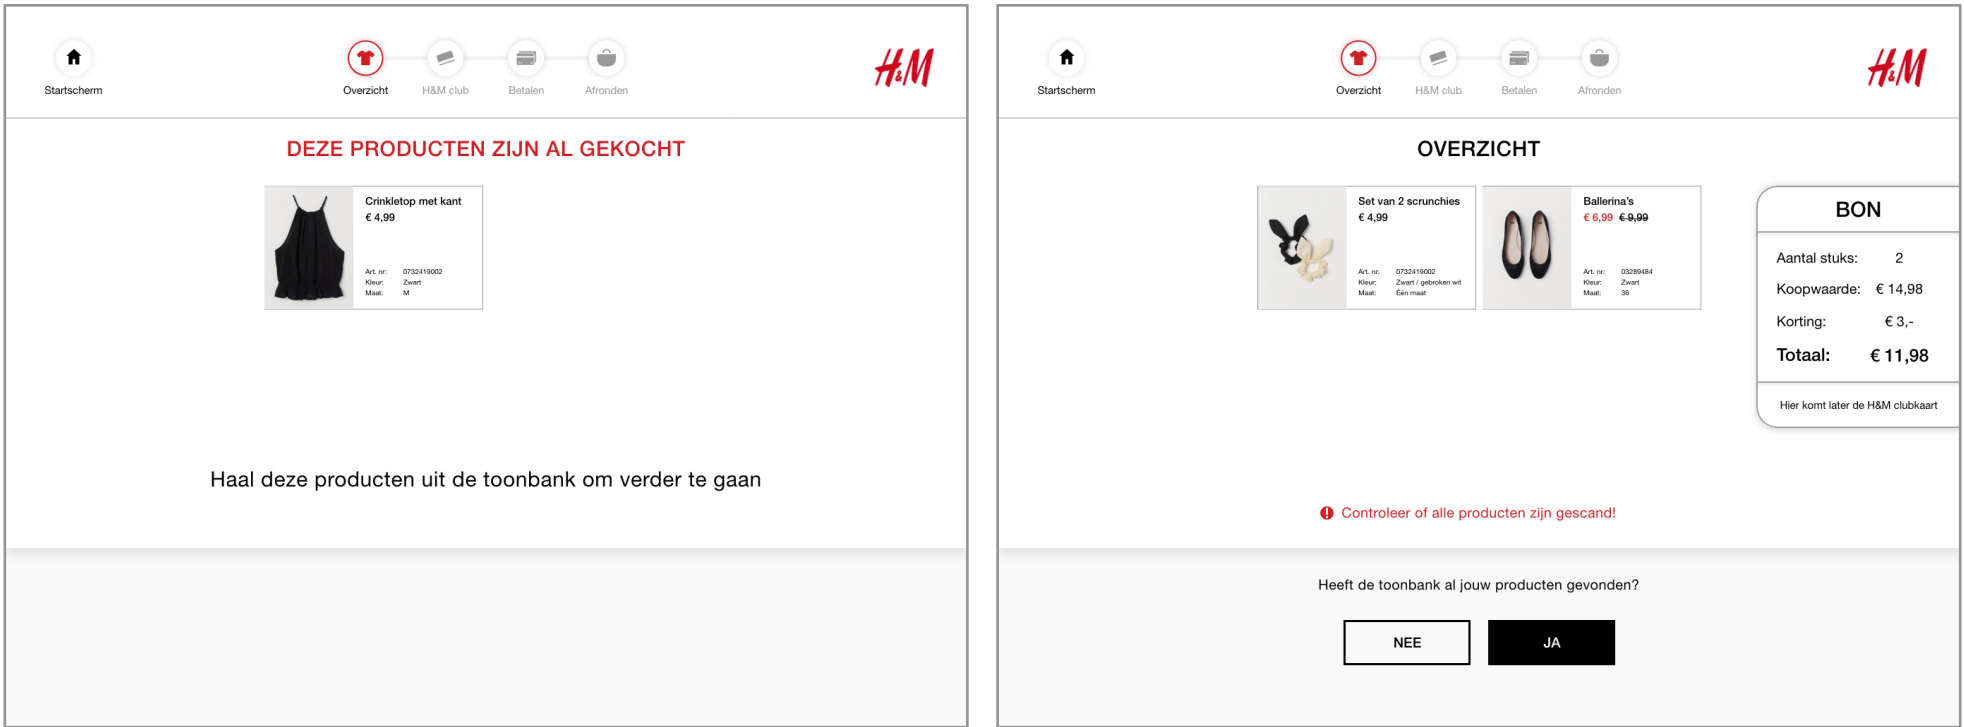 Startscherm
Overzicht
H&M club
Betalen
Afronden
H&M
DEZE PRODUCTEN ZIJN AL GEKOCHT
Crinkletop met kant
€ 4,99
Art. nr: 0732419002
Kleur: Zwart
Maat: M
Haal deze producten uit de toonbank om verder te gaan
Startscherm
Overzicht
H&M club
Betalen
Afronden
H&M
OVERZICHT
Set van 2 scrunchies
€ 4,99
Art. nr: 0732419002
Kleur: Zwart / gebroken wit
Maat: Één maat
Ballerina's
€ 6,99 € 9,99
Art. nr: 03289484
Kleur: Zwart
Maat: 36
BON
Aantal stuks: 2
Koopwaarde: € 14,98
Korting: € 3,-
Totaal: € 11,98
Hier komt later de H&M clubkaart
Controleer of alle producten zijn gescand!
Heeft de toonbank al jouw producten gevonden?
NEE
JA